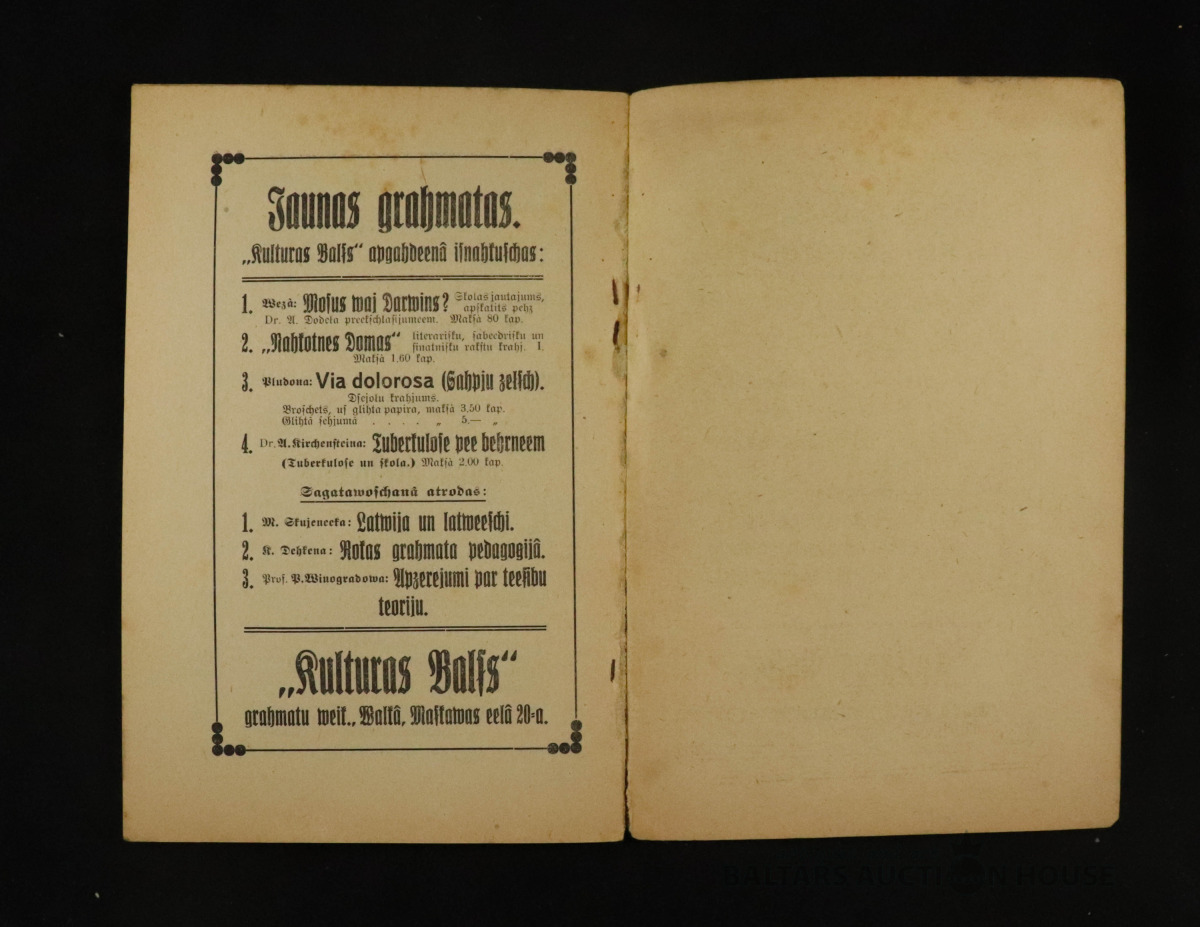 Jaunas grahmatas.
„Kulturas Balſs“ apgahdeenâ iſnahkuſchas:
1. Wezâ: Moſus waj Darwins? Skolas jautajums,
apſkatits pehz
Dr. A. Dodela preekſchlaſijumeem. Makſà 80 kap.
2. „Nahkotnes Domas“ literariſku, ſabeedriſku un
ſinatniſku rakſtu krahj. I.
Makſà 1.60 kap.
3. Pludona: Via dolorosa (Sahpju zelſch).
Dſejolu krahjums.
Broſchets, uſ glihta papira, makſà 3,50 kap.
Glihtâ ſehjumâ . . . . „ 5.— „
4. Dr. A. Kirchenſteina: Tuberkuloſe pee behrneem
(Tuberkuloſe un ſkola.) Makſà 2.00 kap.
Sagatawoſchanâ atrodas:
1. M. Skujeneeka: Latwija un latweeſchi.
2. K. Dehkena: Rokas grahmata pedagogijâ.
3. Prof. P. Winogradowa: Apzerejumi par teeſibu
teoriju.
„Kulturas Balſs“
grahmatu weik., Walkâ, Maſkawas eelâ 20-a.
BALTARS AUCTION HOUSE